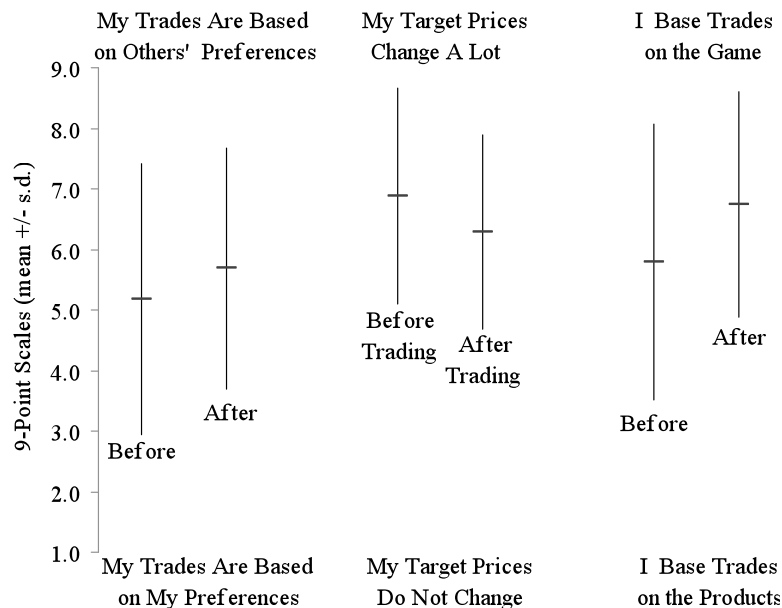 My Trades Are Based
on Others' Preferences
My Target Prices
Change A Lot
I Base Trades
on the Game
9-Point Scales (mean +/- s.d.)
9.0
8.0
7.0
6.0
5.0
4.0
3.0
2.0
1.0
Before
After
Before
Trading
After
Trading
Before
After
My Trades Are Based
on My Preferences
My Target Prices
Do Not Change
I Base Trades
on the Products